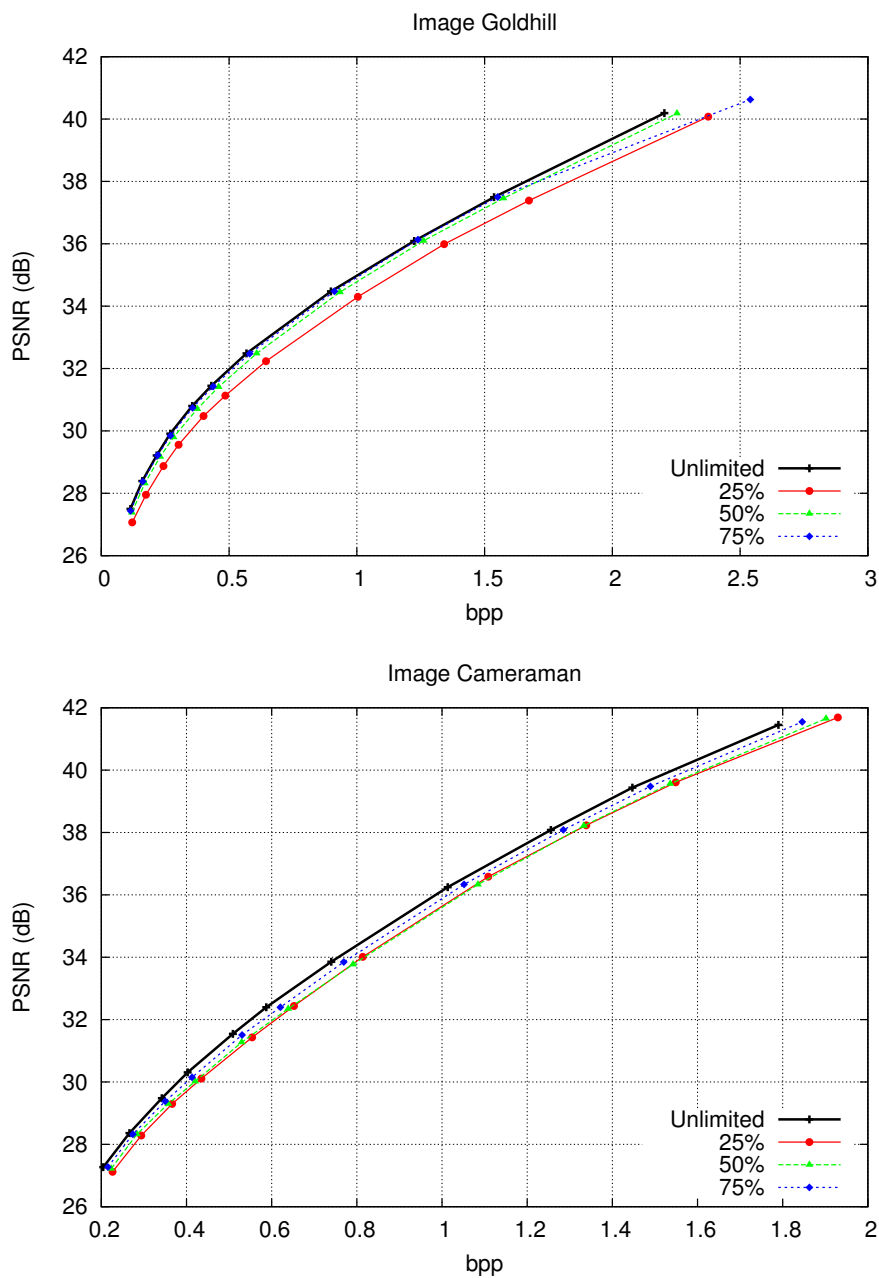 Image Goldhill
42
40
38
36
34
32
30
28
26
PSNR (dB)
Unlimited
25%
50%
75%
0 0.5 1 1.5 2 2.5 3
bpp
Image Cameraman
42
40
38
36
34
32
30
28
26
PSNR (dB)
Unlimited
25%
50%
75%
0.2 0.4 0.6 0.8 1 1.2 1.4 1.6 1.8 2
bpp